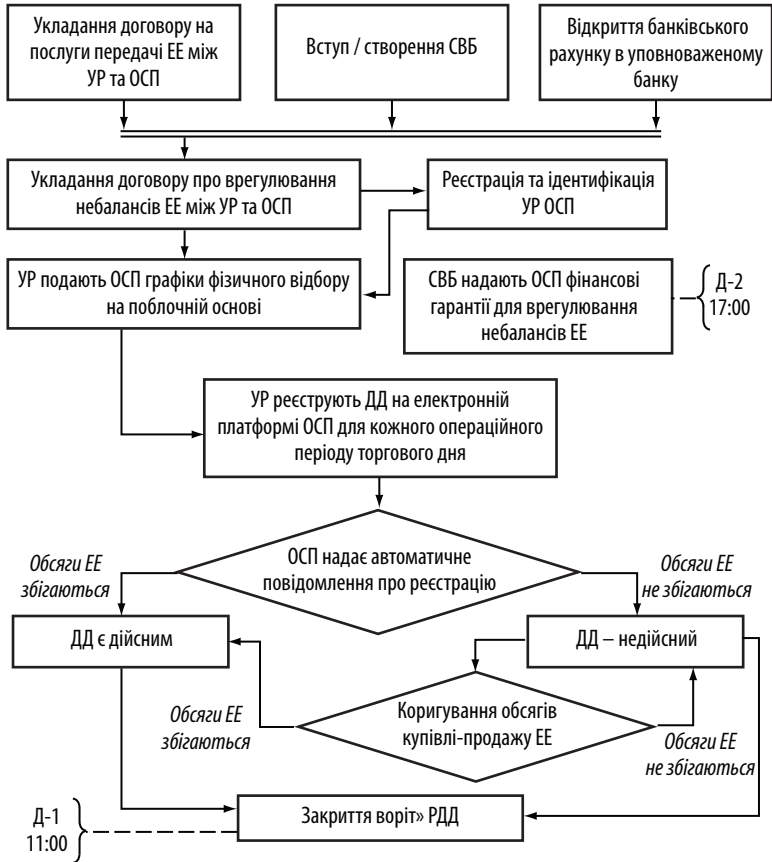 Укладання договору на
послуги передачі ЕЕ між
УР та ОСП
Вступ / створення СВБ
Відкриття банківського
рахунку в уповноваженому
банку
Укладання договору про врегулювання
небалансів ЕЕ між УР та ОСП
Реєстрація та ідентифікація
УР ОСП
УР подають ОСП графіки фізичного відбору
на поблочній основі
СВБ надають ОСП фінансові
гарантії для врегулювання
небалансів ЕЕ
Д-2
17:00
УР реєструють ДД на електронній
платформі ОСП для кожного операційного
періоду торгового дня
ОСП надає автоматичне
повідомлення про реєстрацію
Обсяги ЕЕ
збігаються
Обсяги ЕЕ
не збігаються
ДД є дійсним
ДД – недійсний
Коригування обсягів
купівлі-продажу ЕЕ
Обсяги ЕЕ
збігаються
Обсяги ЕЕ
не збігаються
Закриття воріт» РДД
Д-1
11:00